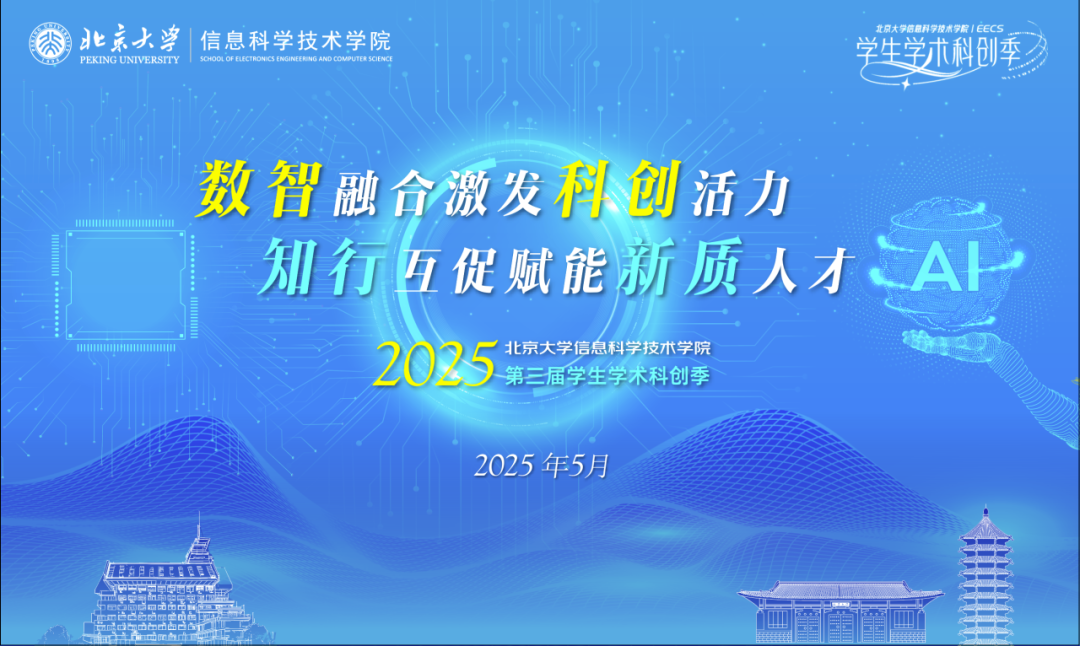 北京大学
PEKING UNIVERSITY
信息科学技术学院
SCHOOL OF ELECTRONICS ENGINEERING AND COMPUTER SCIENCE
北京大学信息科学技术学院 | EECS
学生学术科创季
数智融合激发科创活力
知行互促赋能新质人才
AI
2025 北京大学信息科学技术学院
第三届学生学术科创季
2025 年5月